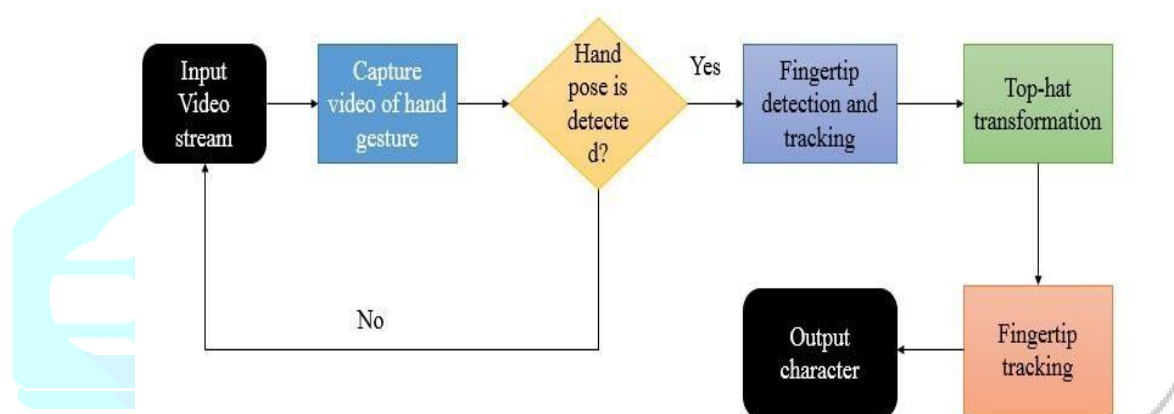 Input
Video
stream
Capture
video of hand
gesture
Hand
pose is
detecte
d?
Yes
Fingertip
detection and
tracking
Top-hat
transformation
No
Fingertip
tracking
Output
character